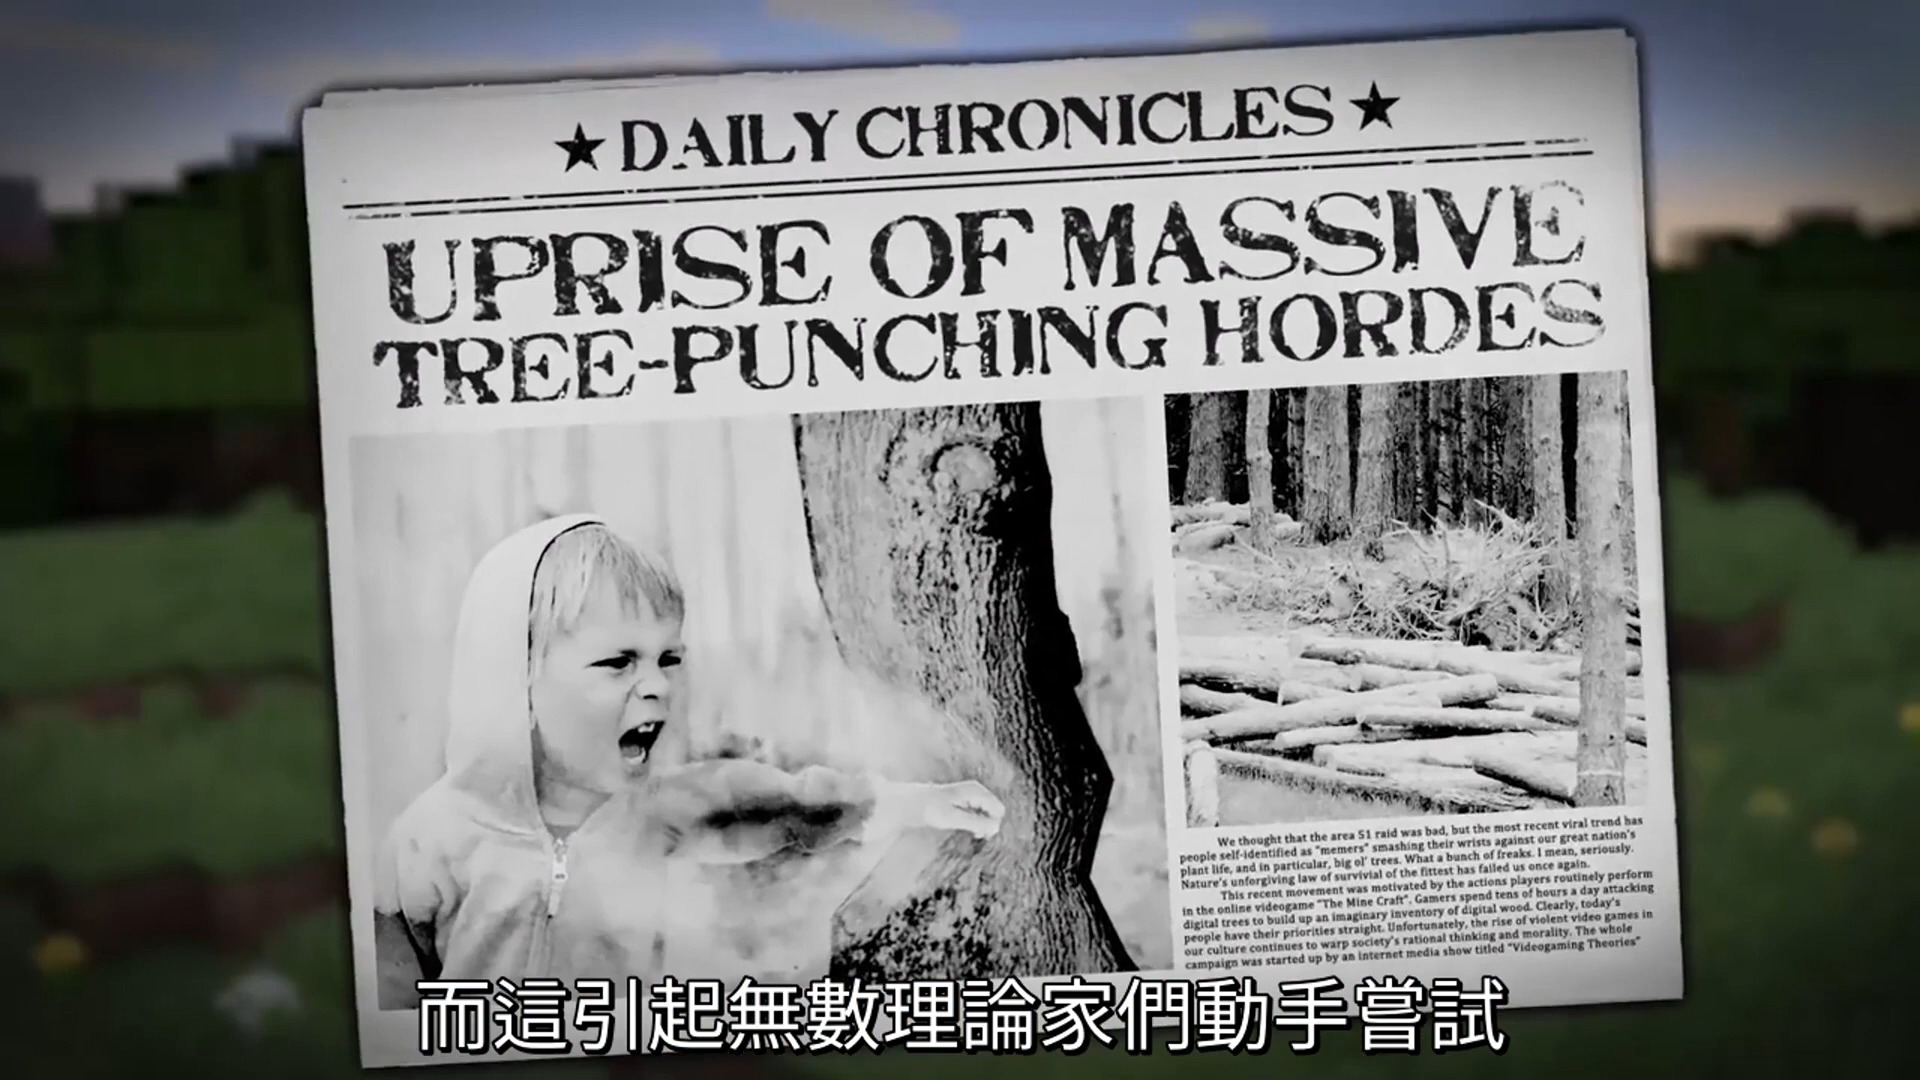 ★ DAILY CHRONICLES ★
UPRISE OF MASSIVE
TREE-PUNCHING HORDES
We thought that the area 51 raid was bad, but the most recent viral trend has
people self-identified as "memers" smashing their wrists against our great nation's
plant life, and in particular, big ol' trees. What a bunch of freaks. I mean, seriously.
Nature's unforgiving law of survivial of the fittest has failed us once again.
This recent movement was motivated by the actions players routinely perform
in the online videogame "The Mine Craft". Gamers spend tens of hours a day attacking
digital trees to build up an imaginary inventory of digital wood. Clearly, today's
people have their priorities straight. Unfortunately, the rise of violent video games in
our culture continues to warp society's rational thinking and morality. The whole
campaign was started up by an internet media show titled "Videogaming Theories"
而這引起無數理論家們動手嘗試